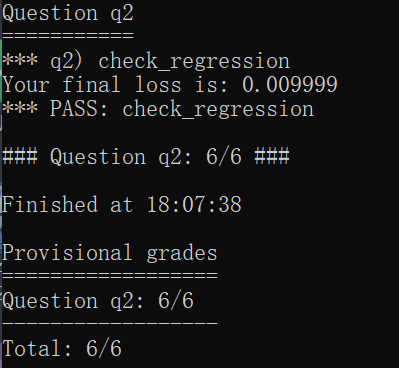 Question q2
===========
*** q2) check_regression
Your final loss is: 0.009999
*** PASS: check_regression
### Question q2: 6/6 ###
Finished at 18:07:38
Provisional grades
==================
Question q2: 6/6
------------------
Total: 6/6